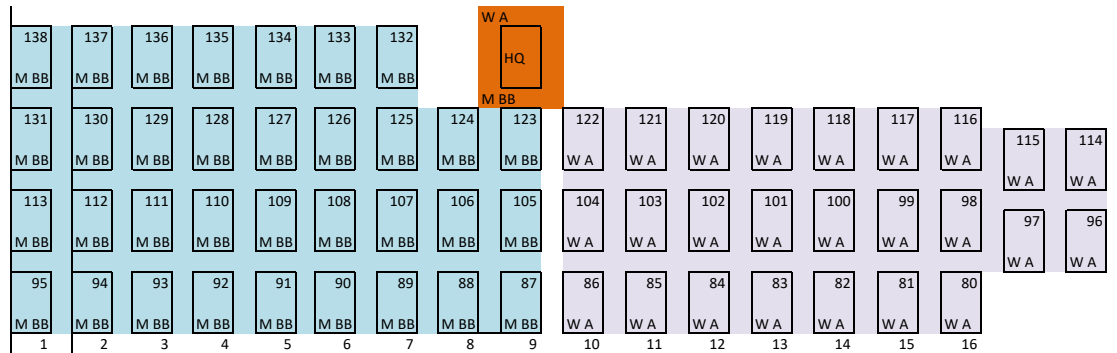 W A
138 137 136 135 134 133 132
HQ
M BB M BB M BB M BB M BB M BB M BB
M BB
131 130 129 128 127 126 125 124 123 122 121 120 119 118 117 116
115 114
M BB M BB M BB M BB M BB M BB M BB M BB M BB W A W A W A W A W A W A W A
W A W A
113 112 111 110 109 108 107 106 105 104 103 102 101 100 99 98
97 96
M BB M BB M BB M BB M BB M BB M BB M BB M BB W A W A W A W A W A W A W A
W A W A
95 94 93 92 91 90 89 88 87 86 85 84 83 82 81 80
M BB M BB M BB M BB M BB M BB M BB M BB M BB W A W A W A W A W A W A W A
1 2 3 4 5 6 7 8 9 10 11 12 13 14 15 16